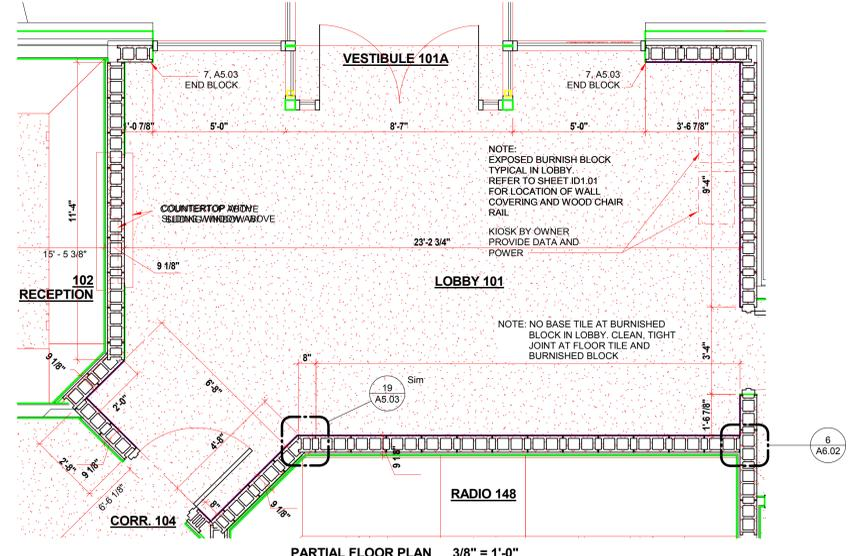 VESTIBULE 101A
7, A5.03
END BLOCK
7, A5.03
END BLOCK
1'-0 7/8"
5'-0"
8'-7"
5'-0"
3'-6 7/8"
NOTE:
EXPOSED BURNISH BLOCK
TYPICAL IN LOBBY.
REFER TO SHEET ID1.01
FOR LOCATION OF WALL
COVERING AND WOOD CHAIR
RAIL
KIOSK BY OWNER
PROVIDE DATA AND
POWER
9'-4"
11'-4"
COUNTERTOP
15' - 5 3/8"
23'-2 3/4"
9 1/8"
102
RECEPTION
LOBBY 101
NOTE: NO BASE TILE AT BURNISHED
BLOCK IN LOBBY. CLEAN, TIGHT
JOINT AT FLOOR TILE AND
BURNISHED BLOCK
3'-4"
8"
9 1/8"
6'-8"
2'-0"
Sim
19
A5.03
1'-6 7/8"
4'-8"
6
A6.02
2'-8"
9 1/8"
6'-6 1/8"
8"
9 1/8"
RADIO 148
CORR. 104
PARTIAL FLOOR PLAN 3/8" = 1'-0"